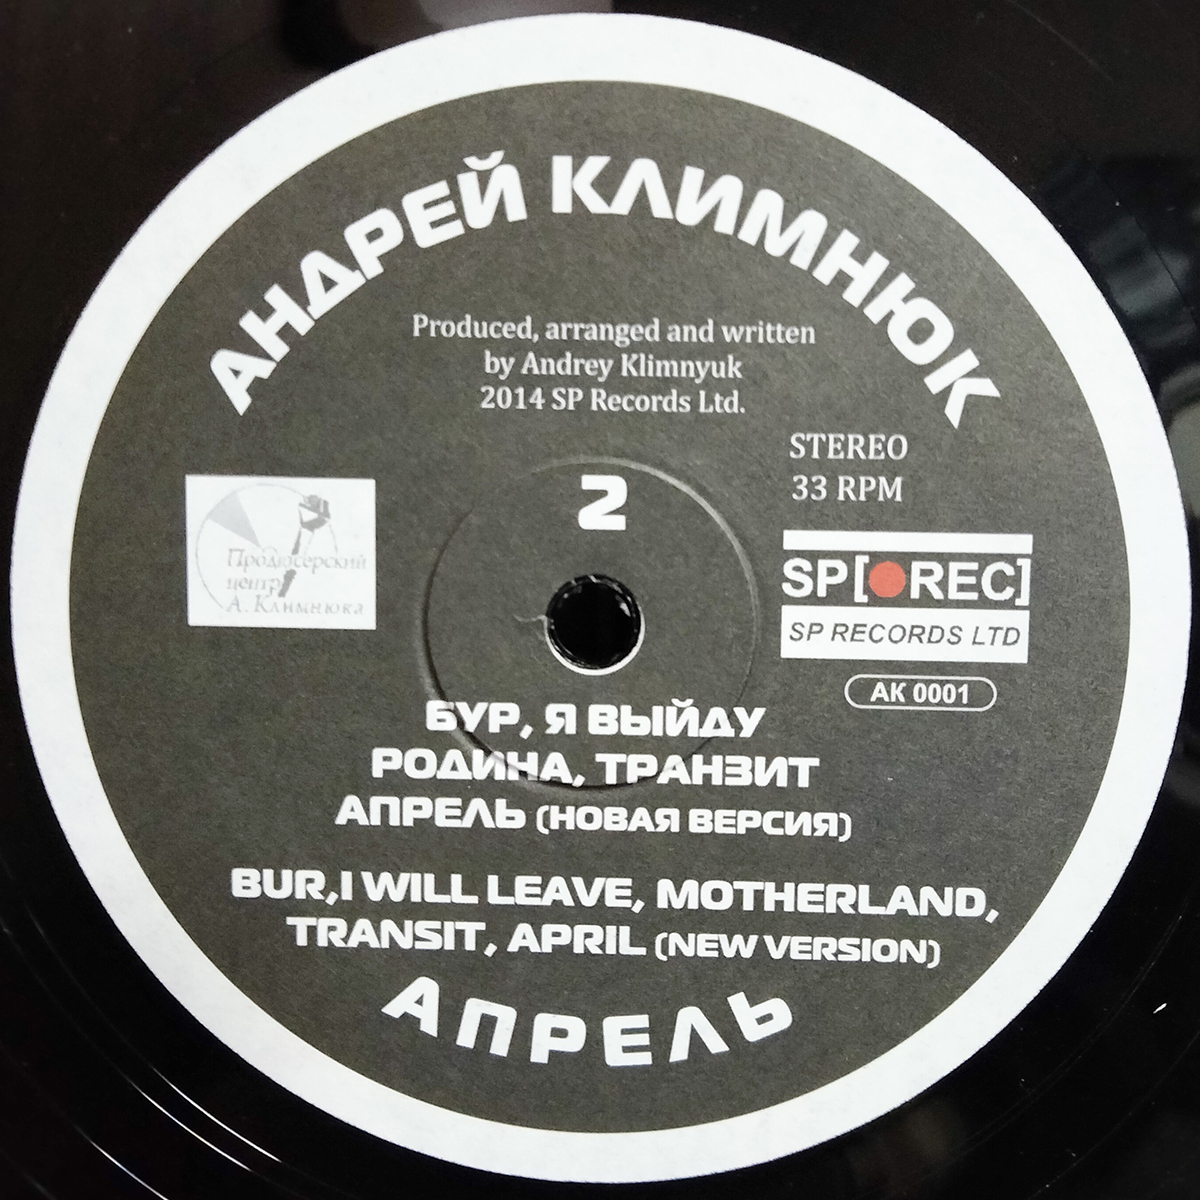 АНДРЕЙ КЛИМНЮК
Produced, arranged and written
by Andrey Klimnyuk
2014 SP Records Ltd.
STEREO
33 RPM
2
Продюсерский
центр
А. Климнюка
SP[●REC]
SP RECORDS LTD
АК 0001
БУР, Я ВЫЙДУ
РОДИНА, ТРАНЗИТ
АПРЕЛЬ (НОВАЯ ВЕРСИЯ)
BUR,I WILL LEAVE, MOTHERLAND,
TRANSIT, APRIL (NEW VERSION)
АПРЕЛЬ